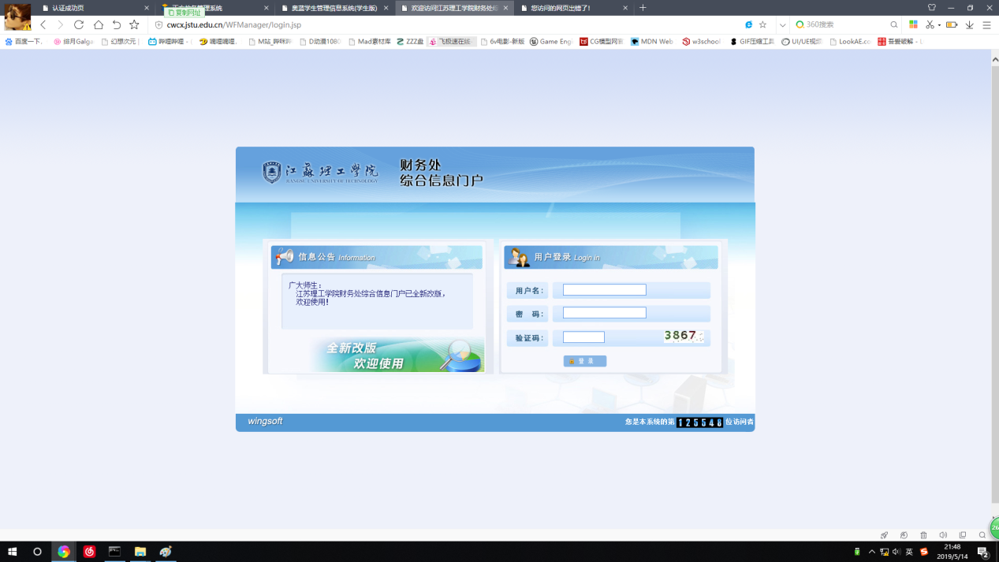 认证成功页
管理系统
奥蓝学生管理信息系统(学生版)
欢迎访问江苏理工学院财务处
您访问的网页出错了!
复制网址
cwcx.jstu.edu.cn/WFManager/login.jsp
360搜索
百度一下
绯月Galga
幻想次元
哔哩哔哩 -
嘀哩嘀哩
M站_哔咪哔
D动漫1080
Mad素材库
ZZZ盘
飞极速在线
6v电影-新版
Game Eng
CG模型网
MDN Web
w3school
GIF压缩工具
UI/UE视
LookAE.co
吾爱破解 - L
江苏理工学院
JIANGSU UNIVERSITY OF TECHNOLOGY
财务处
综合信息门户
信息公告 Information
广大师生：
江苏理工学院财务处综合信息门户已全新改版，
欢迎使用！
全新改版
欢迎使用
用户登录 Login in
用户名：
密 码：
验证码：
3867
登 录
wingsoft
您是本系统的第 125548 位访问者
26
英
21:48
2019/5/14
2